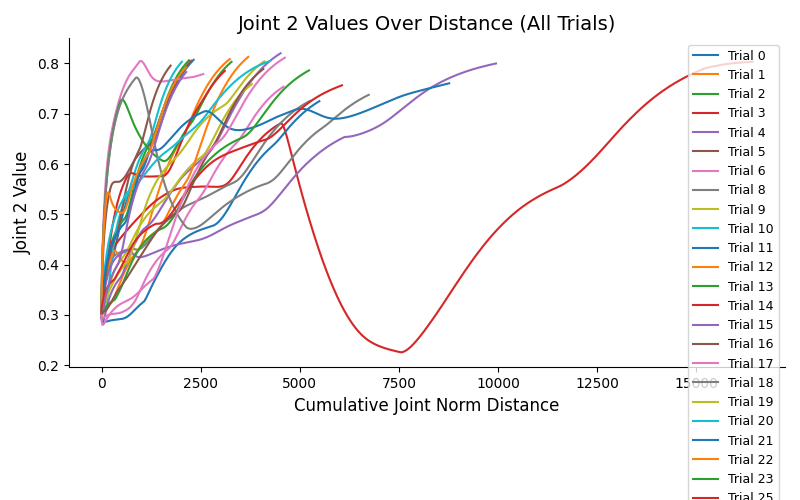 Joint 2 Values Over Distance (All Trials)
Joint 2 Value
0.8
0.7
0.6
0.5
0.4
0.3
0.2
0
2500
5000
7500
10000
12500
15000
Cumulative Joint Norm Distance
Trial 0
Trial 1
Trial 2
Trial 3
Trial 4
Trial 5
Trial 6
Trial 8
Trial 9
Trial 10
Trial 11
Trial 12
Trial 13
Trial 14
Trial 15
Trial 16
Trial 17
Trial 18
Trial 19
Trial 20
Trial 21
Trial 22
Trial 23
Trial 25